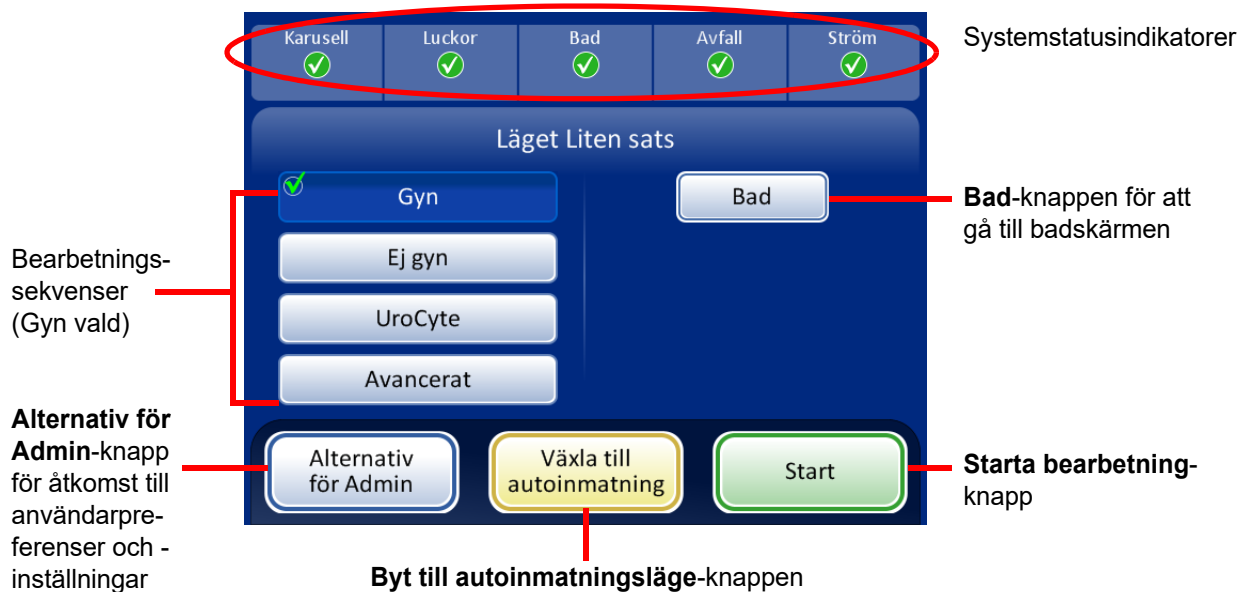 Karusell
Luckor
Bad
Avfall
Ström
Systemstatusindikatorer
Läget Liten sats
Gyn
Bad
Bad-knappen för att
gå till badskärmen
Ej gyn
Bearbetnings-
sekvenser
(Gyn vald)
UroCyte
Avancerat
Alternativ för
Admin-knapp
för åtkomst till
användarpre-
ferenser och -
inställningar
Alternativ
för Admin
Växla till
autoinmatning
Start
Starta bearbetning-
knapp
Byt till autoinmatningsläge-knappen